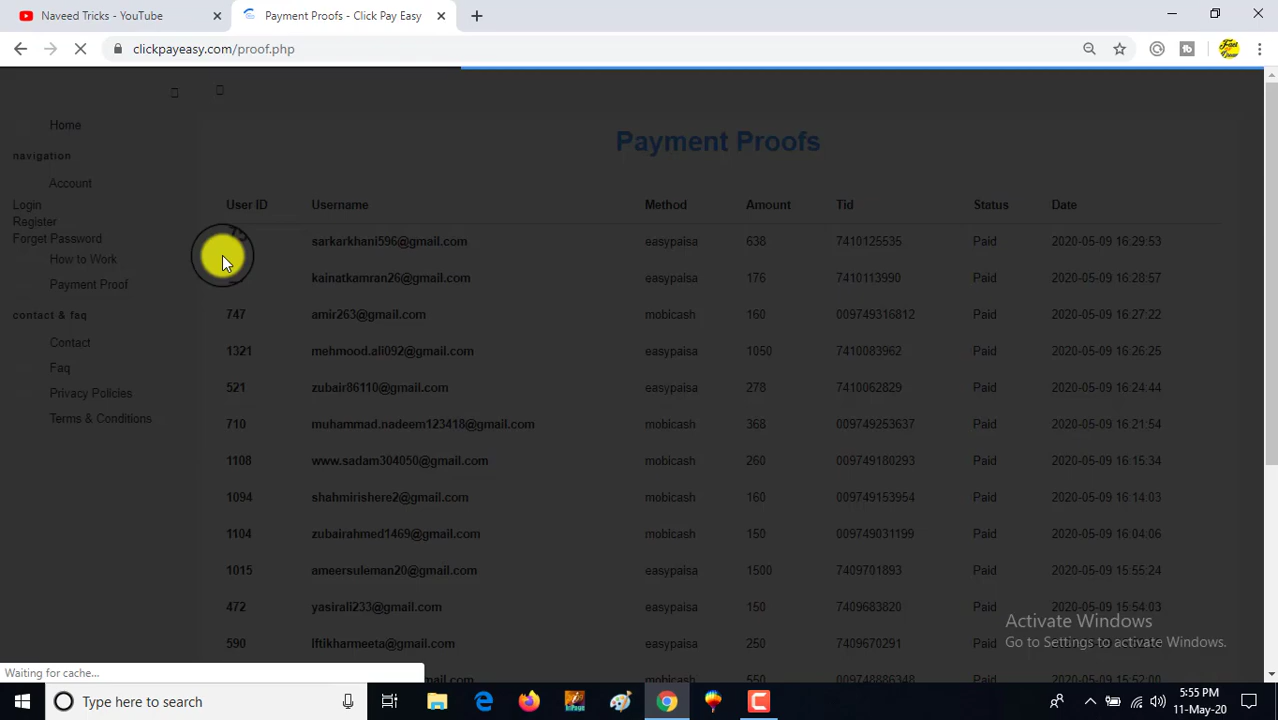 Naveed Tricks - YouTube
Payment Proofs - Click Pay Easy
clickpayeasy.com/proof.php
Home
navigation
Account
Login
Register
Forget Password
How to Work
Payment Proof
contact & faq
Contact
Faq
Privacy Policies
Terms & Conditions
Payment Proofs
User ID Username Method Amount Tid Status Date
sarkarkhani596@gmail.com easypaisa 638 7410125535 Paid 2020-05-09 16:29:53
kainatkamran26@gmail.com easypaisa 176 7410113990 Paid 2020-05-09 16:28:57
747 amir263@gmail.com mobicash 160 009749316812 Paid 2020-05-09 16:27:22
1321 mehmood.ali092@gmail.com easypaisa 1050 7410083962 Paid 2020-05-09 16:26:25
521 zubair86110@gmail.com easypaisa 278 7410062829 Paid 2020-05-09 16:24:44
710 muhammad.nadeem123418@gmail.com mobicash 368 009749253637 Paid 2020-05-09 16:21:54
1108 www.sadam304050@gmail.com mobicash 260 009749180293 Paid 2020-05-09 16:15:34
1094 shahmirishere2@gmail.com mobicash 160 009749153954 Paid 2020-05-09 16:14:03
1104 zubairahmed1469@gmail.com mobicash 150 009749031199 Paid 2020-05-09 16:04:06
1015 ameersuleman20@gmail.com easypaisa 1500 7409701893 Paid 2020-05-09 15:55:24
472 yasirali233@gmail.com easypaisa 150 7409683820 Paid 2020-05-09 15:54:03
590 Iftikharmeeta@gmail.com easypaisa 250 7409670291 Paid
mobicash 550 009748888348 Paid 2020-05-09 15:52:00
Activate Windows
Go to Settings to activate Windows.
Waiting for cache...
Type here to search
5:55 PM
11-May-20